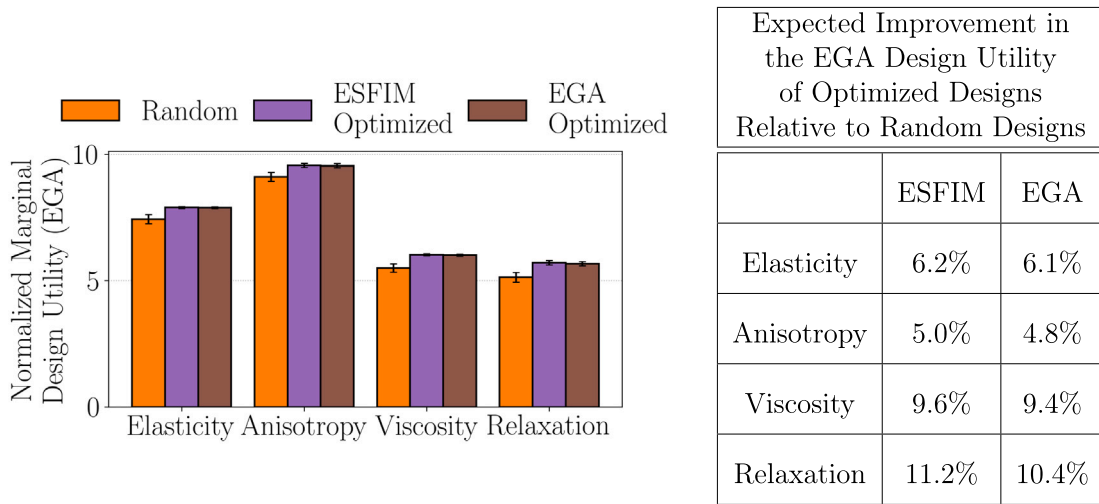 Random
ESFIM
Optimized
EGA
Optimized
Normalized Marginal
Design Utility (EGA)
10
5
0
Elasticity Anisotropy Viscosity Relaxation
Expected Improvement in
the EGA Design Utility
of Optimized Designs
Relative to Random Designs
ESFIM EGA
Elasticity 6.2% 6.1%
Anisotropy 5.0% 4.8%
Viscosity 9.6% 9.4%
Relaxation 11.2% 10.4%